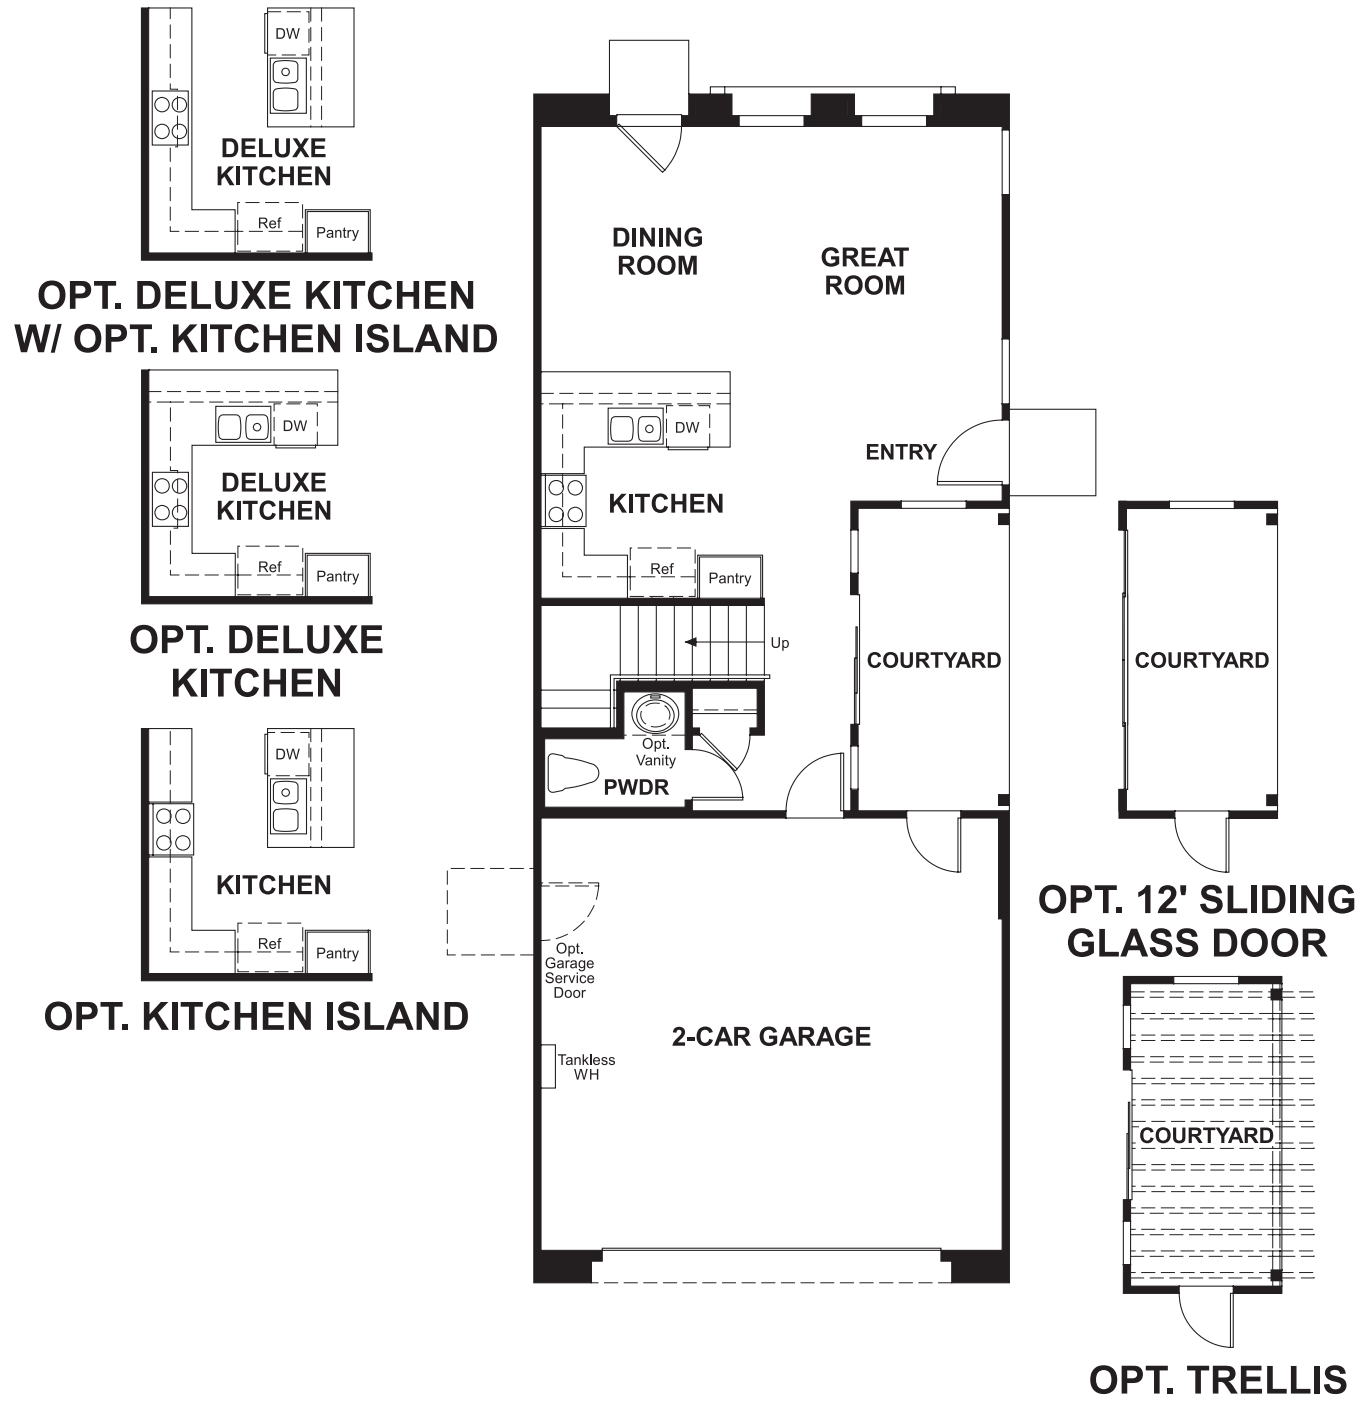 DW
DELUXE
KITCHEN
Ref
Pantry
OPT. DELUXE KITCHEN
W/ OPT. KITCHEN ISLAND
DW
DELUXE
KITCHEN
Ref
Pantry
OPT. DELUXE
KITCHEN
DW
KITCHEN
Ref
Pantry
OPT. KITCHEN ISLAND
DINING
ROOM
GREAT
ROOM
DW
ENTRY
KITCHEN
Ref
Pantry
Up
COURTYARD
Opt.
Vanity
PWDR
Opt.
Garage
Service
Door
2-CAR GARAGE
Tankless
WH
COURTYARD
OPT. 12' SLIDING
GLASS DOOR
COURTYARD
OPT. TRELLIS